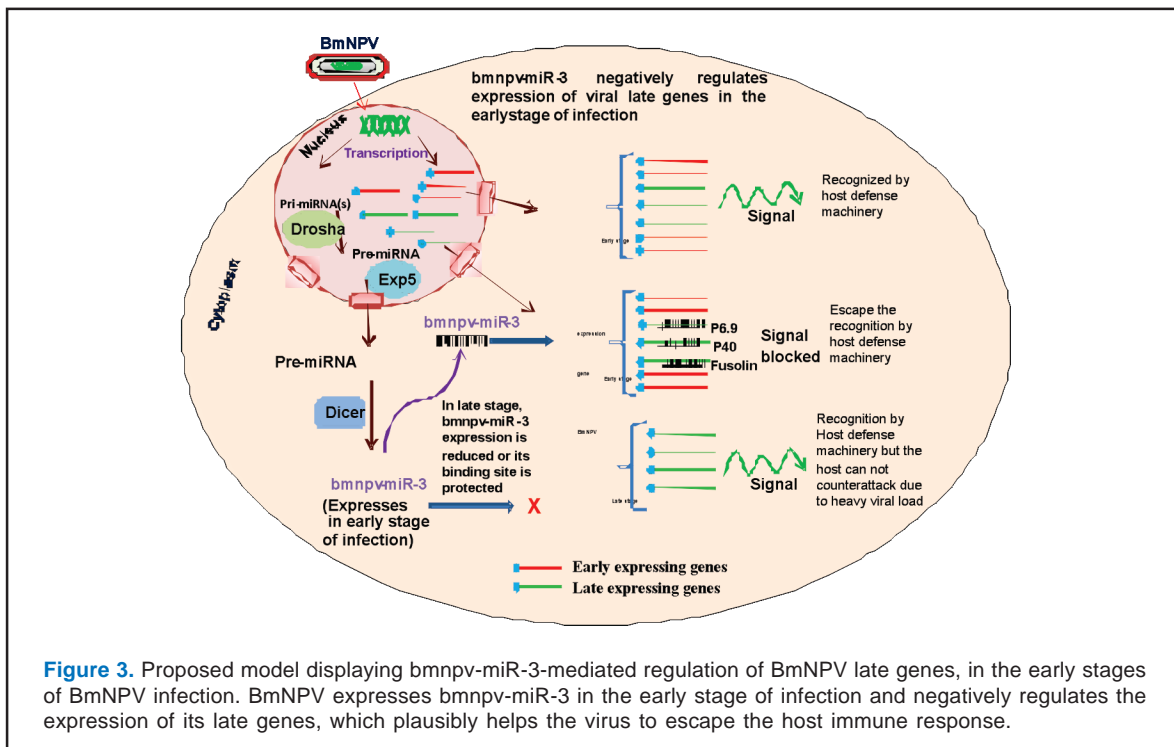 BmNPV
bmnpv-miR-3 negatively regulates
expression of viral late genes in the
earlystage of infection
Nucleus
Transcription
Pri-miRNA(s)
Drosha
Pre-miRNA
Exp5
Cytoplasm
Early stage
Signal
Recognized by
host defense
machinery
bmnpv-miR-3
Pre-miRNA
Dicer
expression
gene
Early stage
P6.9
P40
Fusolin
Signal
blocked
Escape the
recognition by
host defense
machinery
In late stage,
bmnpv-miR-3
expression is
reduced or its
binding site is
protected
bmnpv-miR-3
(Expresses
in early stage
of infection)
X
BmNPV
Late stage
Signal
Recognition by
Host defense
machinery but the
host can not
counterattack due
to heavy viral load
Early expressing genes
Late expressing genes
Figure 3. Proposed model displaying bmnpv-miR-3-mediated regulation of BmNPV late genes, in the early stages
of BmNPV infection. BmNPV expresses bmnpv-miR-3 in the early stage of infection and negatively regulates the
expression of its late genes, which plausibly helps the virus to escape the host immune response.